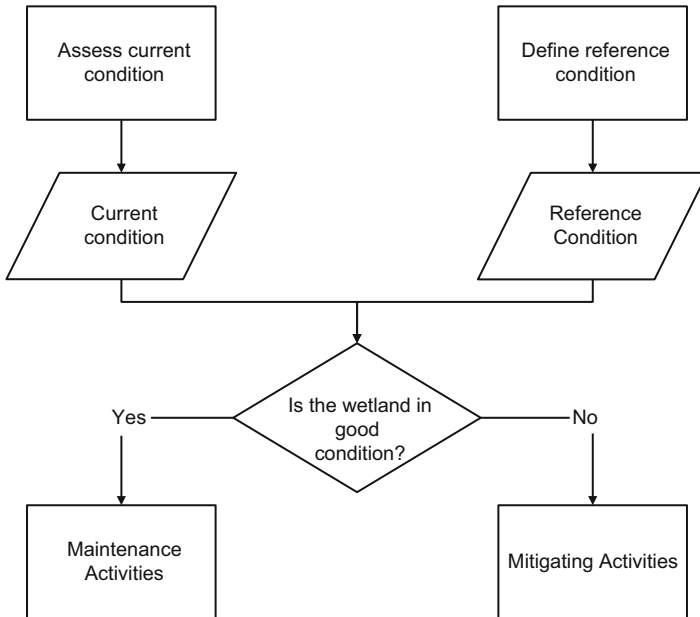 Assess current
condition
Define reference
condition
Current
condition
Reference
Condition
Is the wetland in
good
condition?
Yes
No
Maintenance
Activities
Mitigating Activities